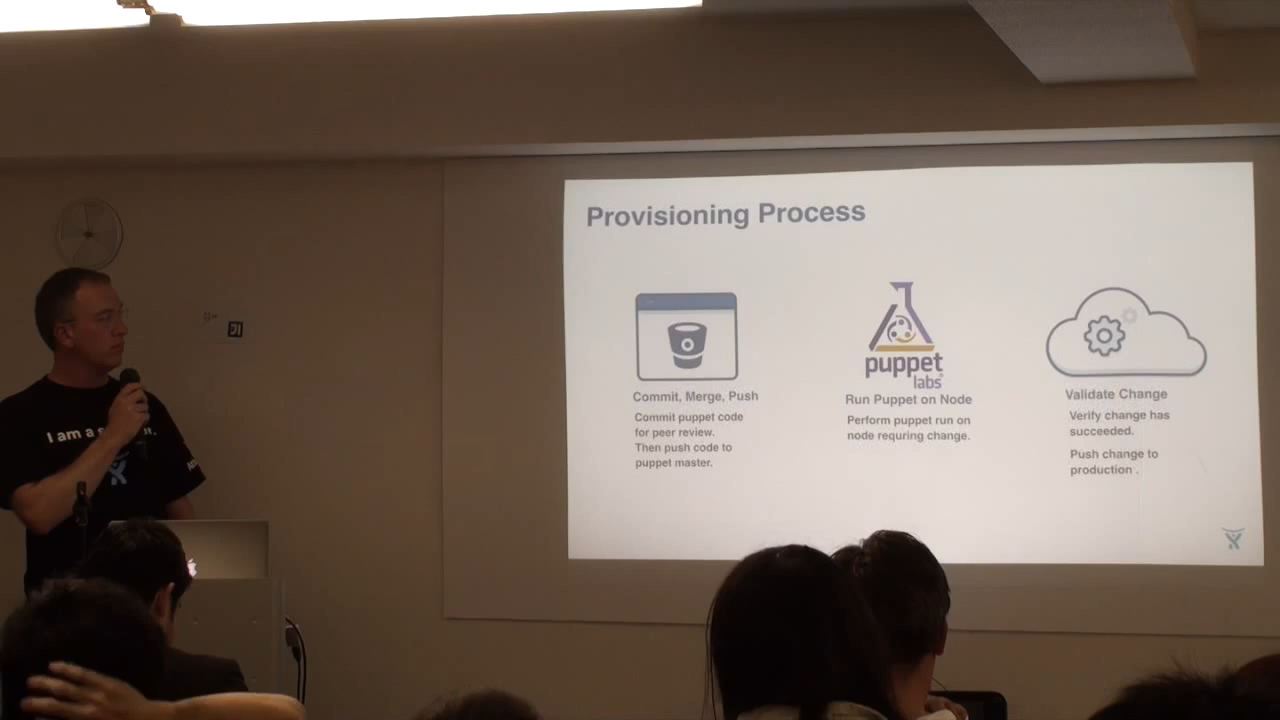 Provisioning Process
puppet
labs
Commit, Merge, Push
Commit puppet code
for peer review.
Then push code to
puppet master.
Run Puppet on Node
Perform puppet run on
node requring change.
Validate Change
Verify change has
succeeded.
Push change to
production .
I am a